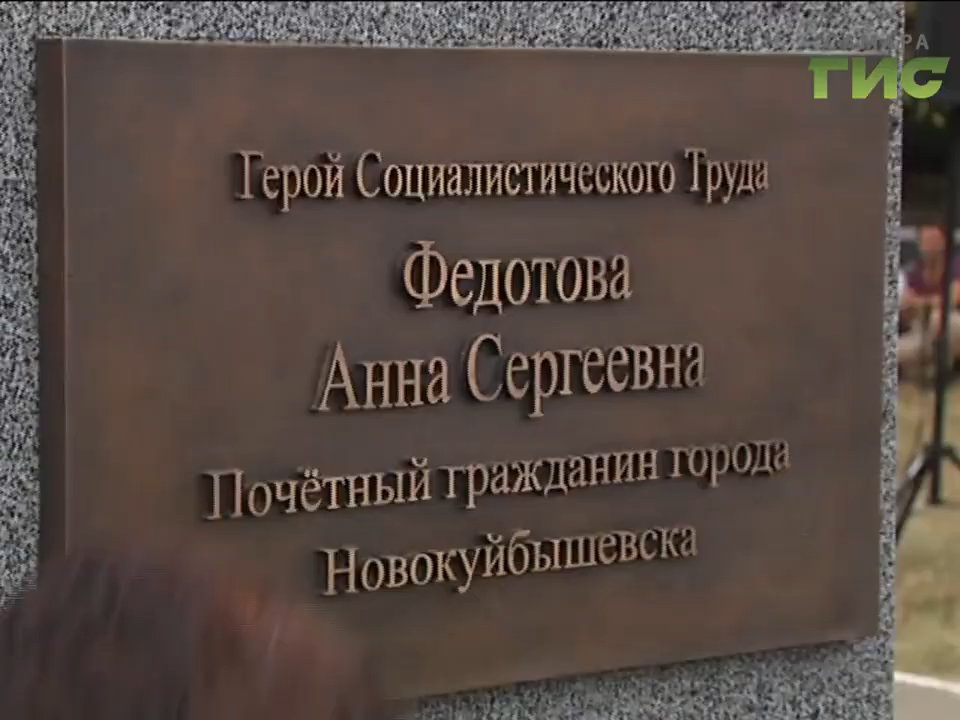 ГИС
Герой Социалистического Труда
Федотова
Анна Сергеевна
Почётный гражданин города
Новокуйбышевска